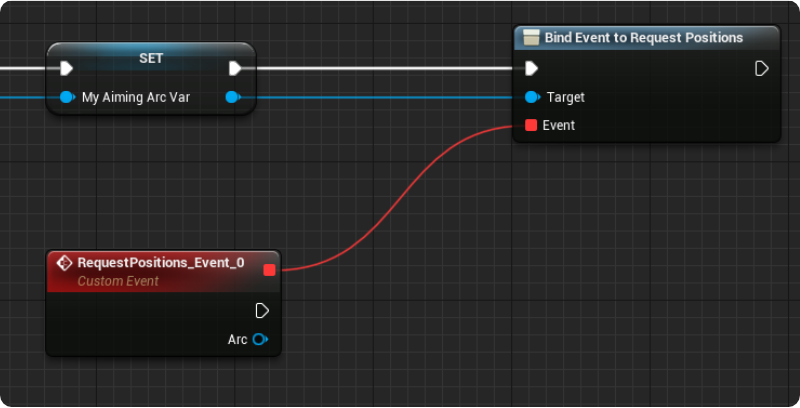 SET
My Aiming Arc Var
Bind Event to Request Positions
Target
Event
RequestPositions_Event_0
Custom Event
Arc